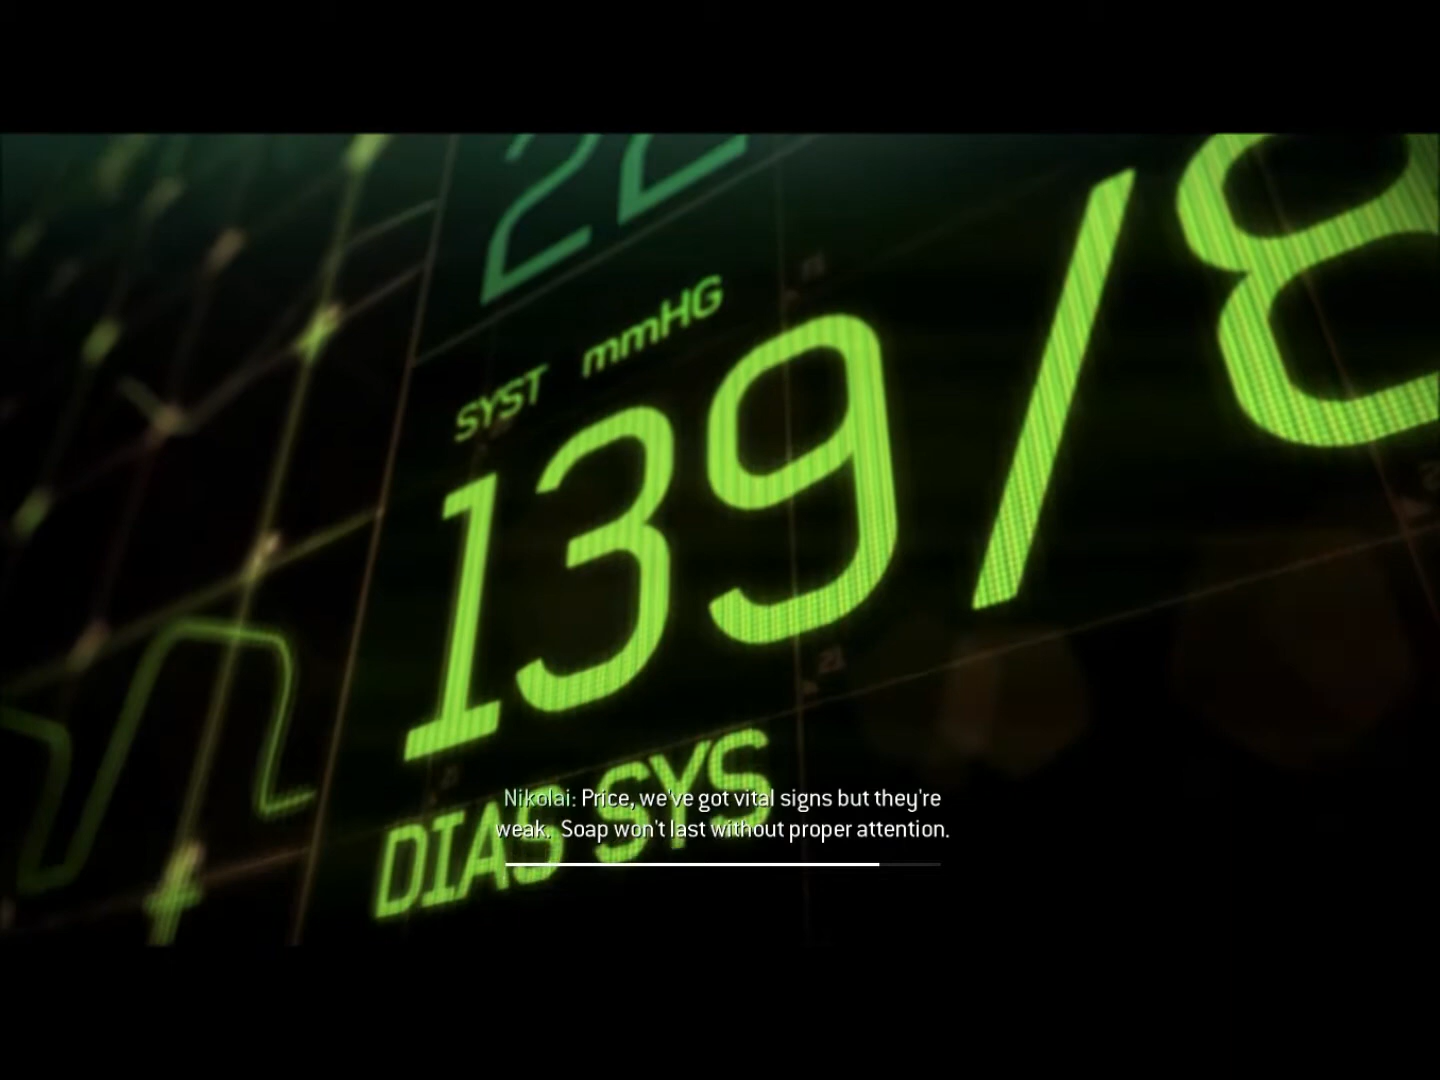 22
SYST mmHG
139/8
DIAS SYS
Nikolai: Price, we've got vital signs but they're
weak. Soap won't last without proper attention.